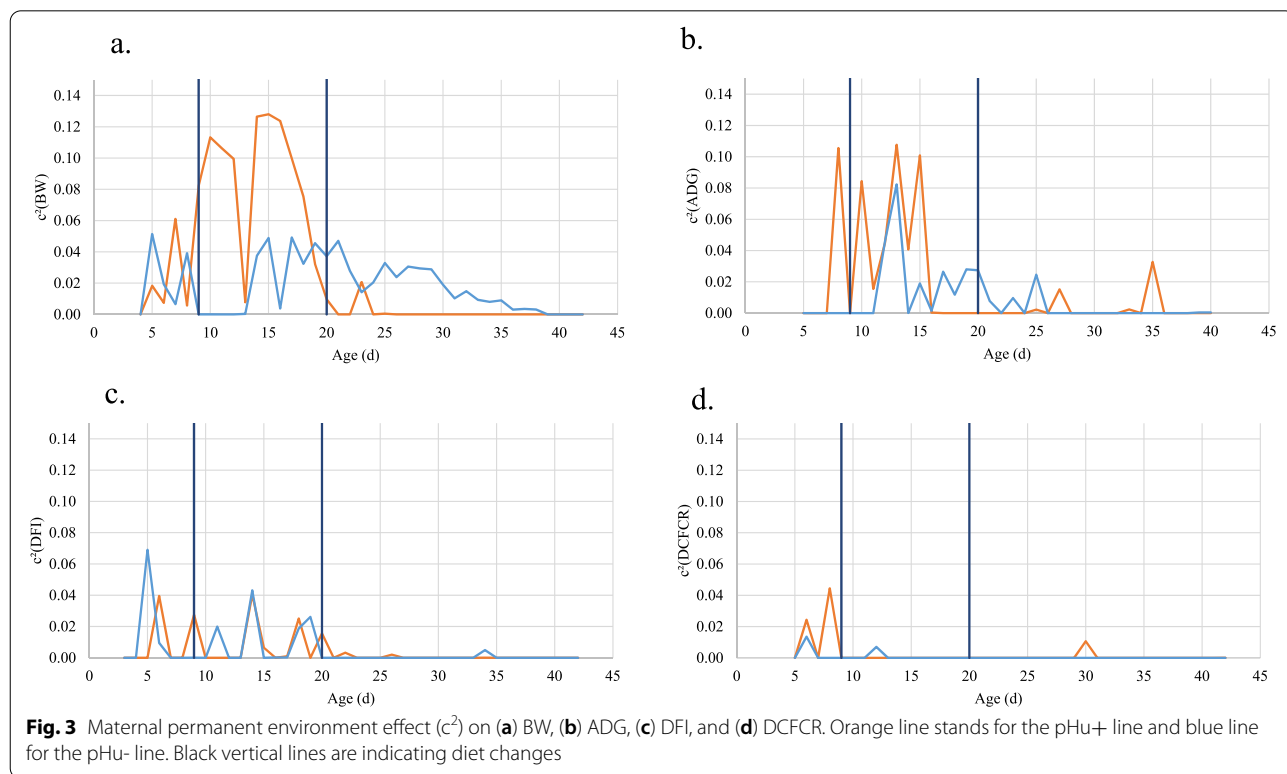 a.
0.14
0.12
0.10
0.08
0.06
0.04
0.02
0.00
c²(BW)
0 5 10 15 20 25 30 35 40 45
Age (d)
b.
0.14
0.12
0.10
0.08
0.06
0.04
0.02
0.00
c²(ADG)
0 5 10 15 20 25 30 35 40 45
Age (d)
c.
0.14
0.12
0.10
0.08
0.06
0.04
0.02
0.00
c²(DFI)
0 5 10 15 20 25 30 35 40 45
Age (d)
d.
0.14
0.12
0.10
0.08
0.06
0.04
0.02
0.00
c²(DCFCR)
0 5 10 15 20 25 30 35 40 45
Age (d)
Fig. 3 Maternal permanent environment effect (c²) on (a) BW, (b) ADG, (c) DFI, and (d) DCFCR. Orange line stands for the pHu+ line and blue line
for the pHu- line. Black vertical lines are indicating diet changes